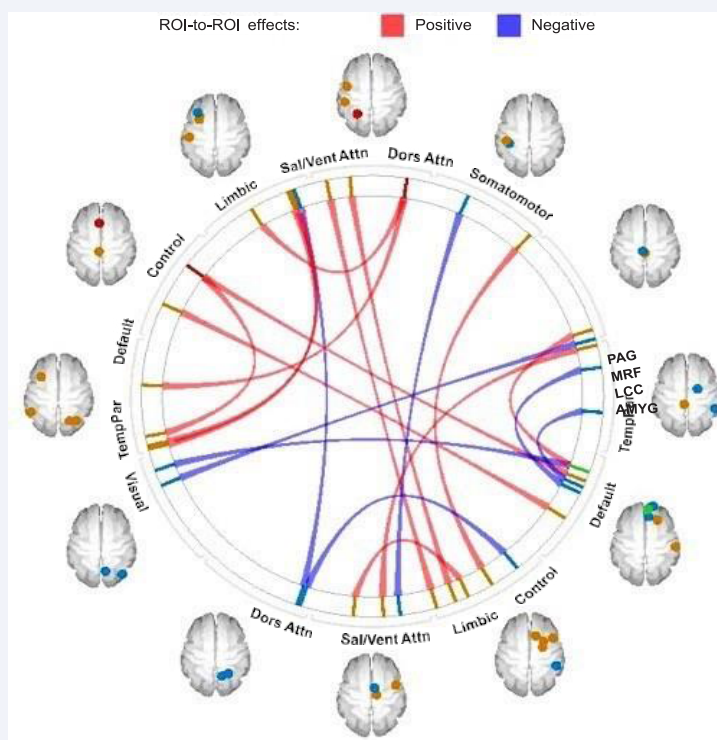 ROI-to-ROI effects: Positive Negative
Sal/Vent Attn
Dors Attn
Limbic
Somatomotor
Control
Default
PAG
MRF
LCC
AMYG
TempPar
Visual
Default
Dors Attn
Control
Sal/Vent Attn
Limbic